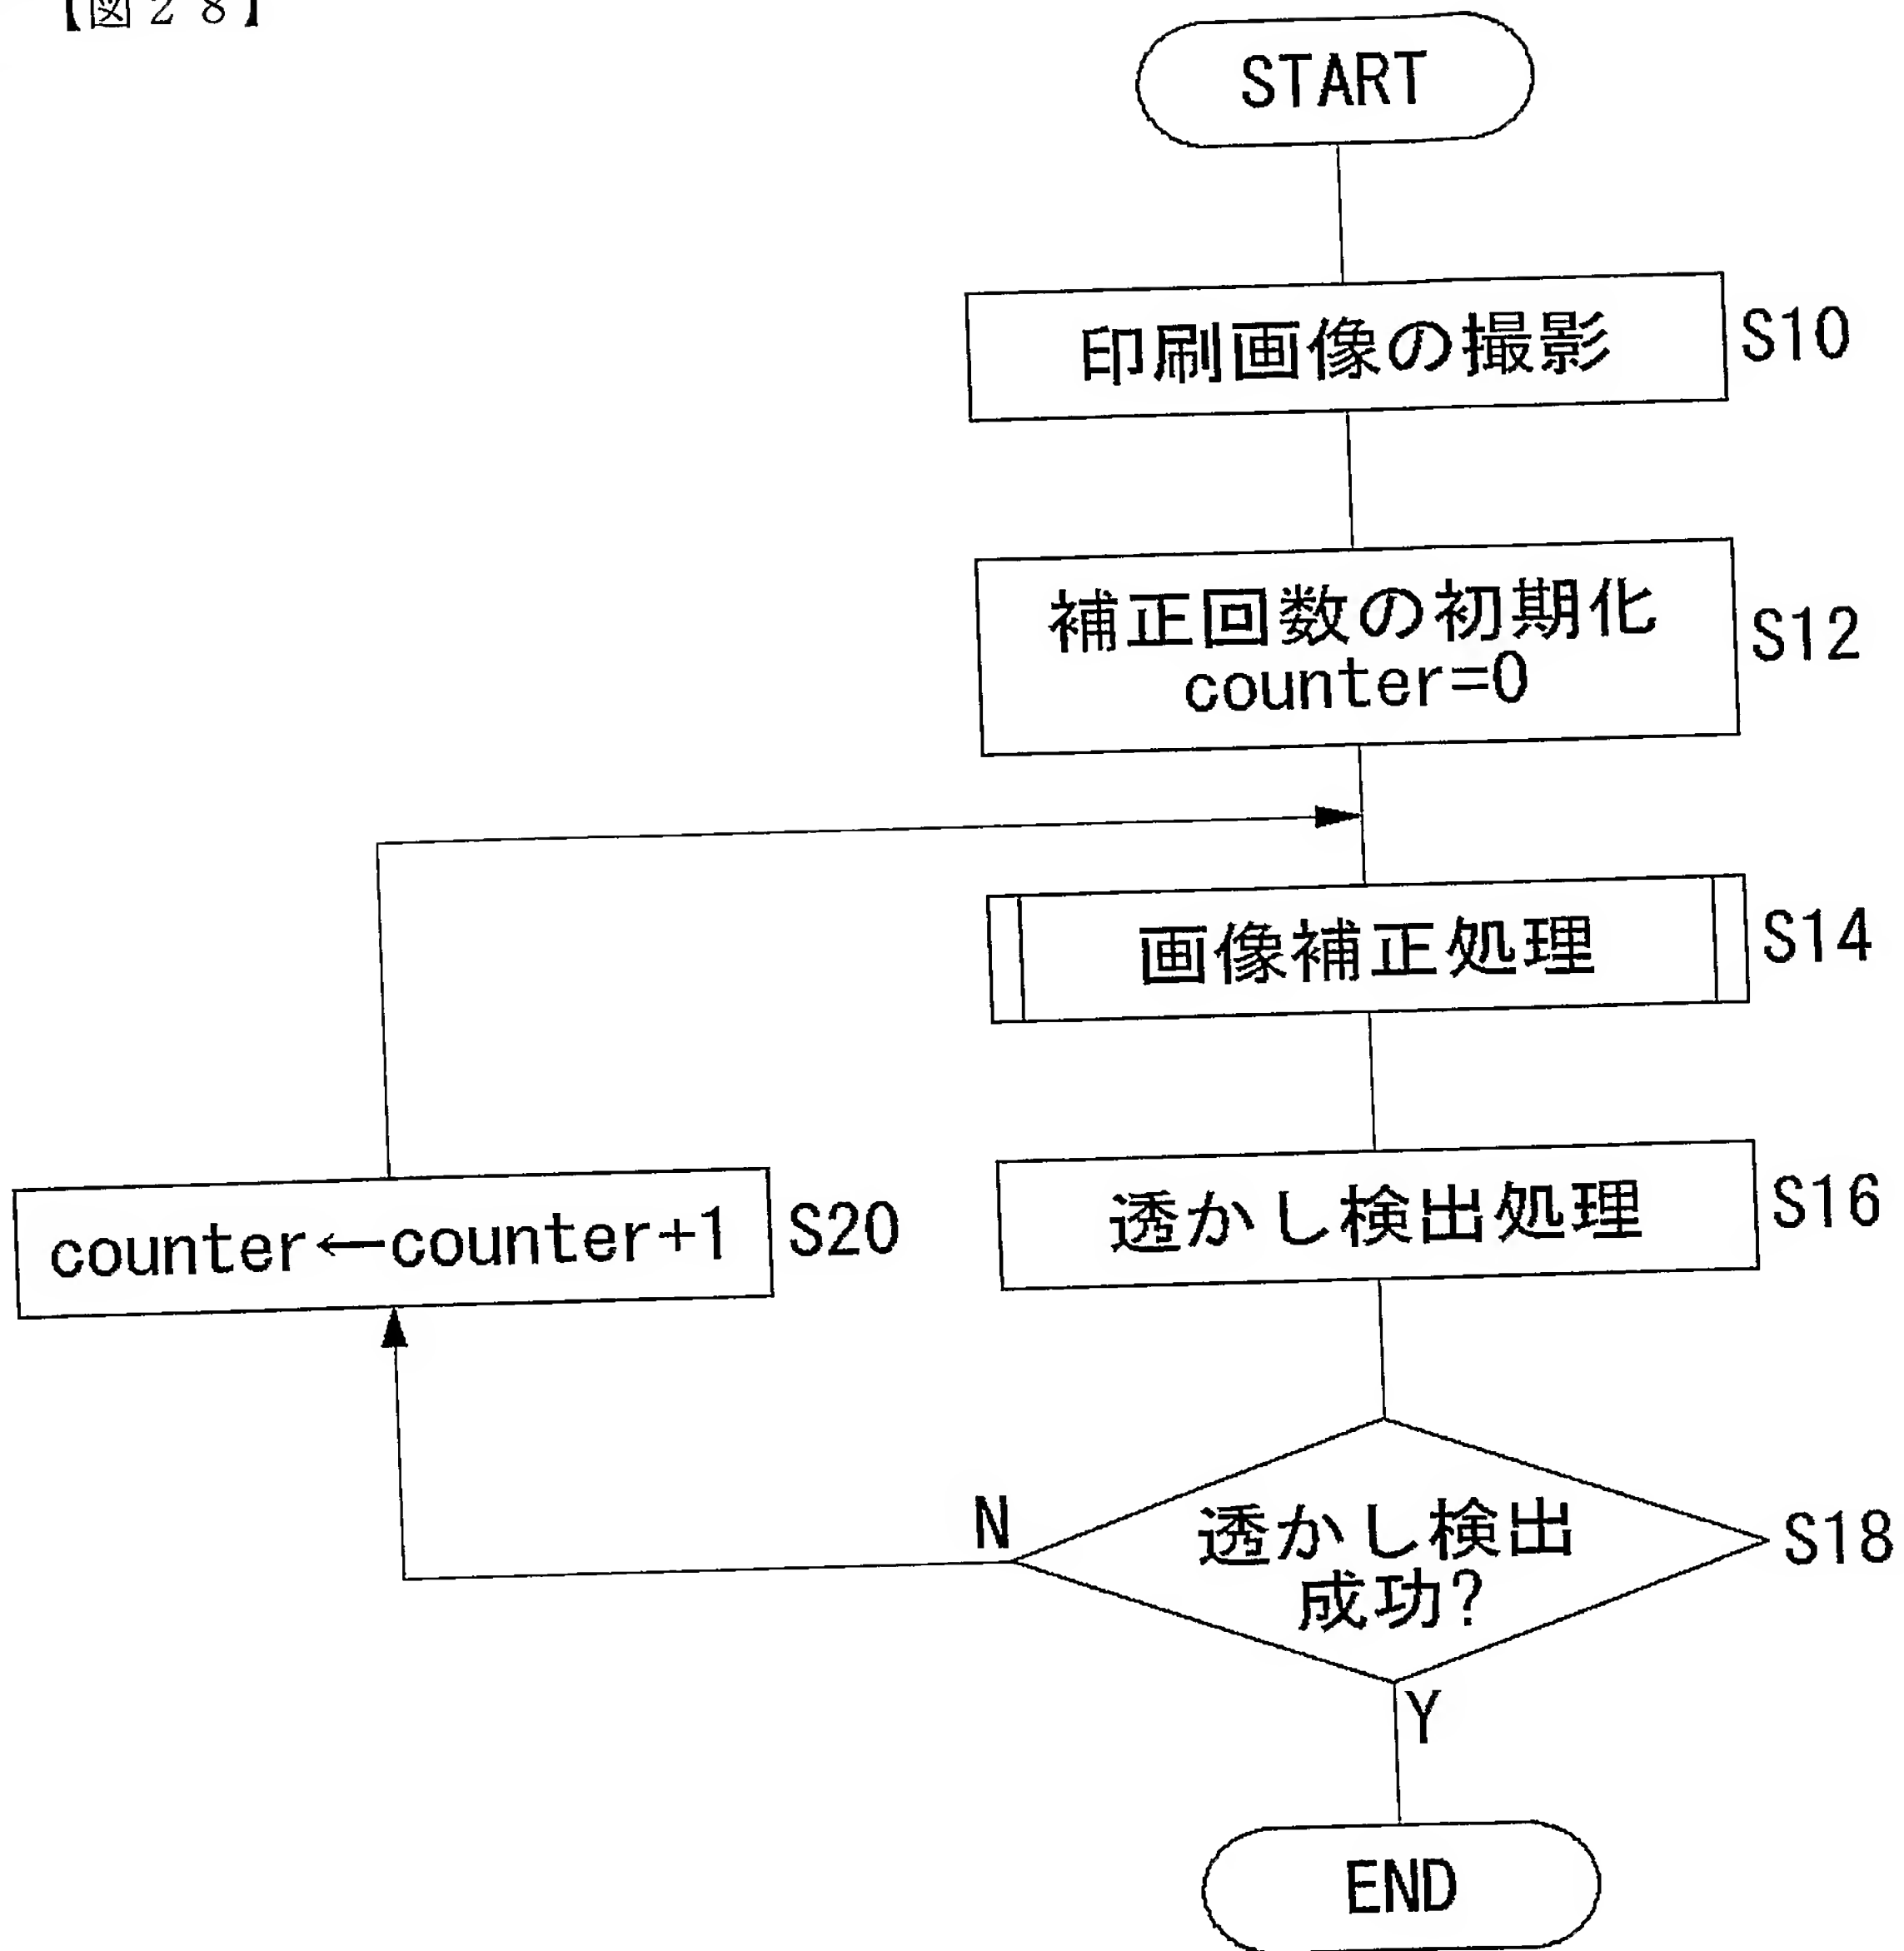 【図28】
START
印刷画像の撮影
S10
補正回数の初期化
counter=0
S12
画像補正処理
S14
透かし検出処理
S16
counter←counter+1
S20
透かし検出
成功?
S18
N
Y
END